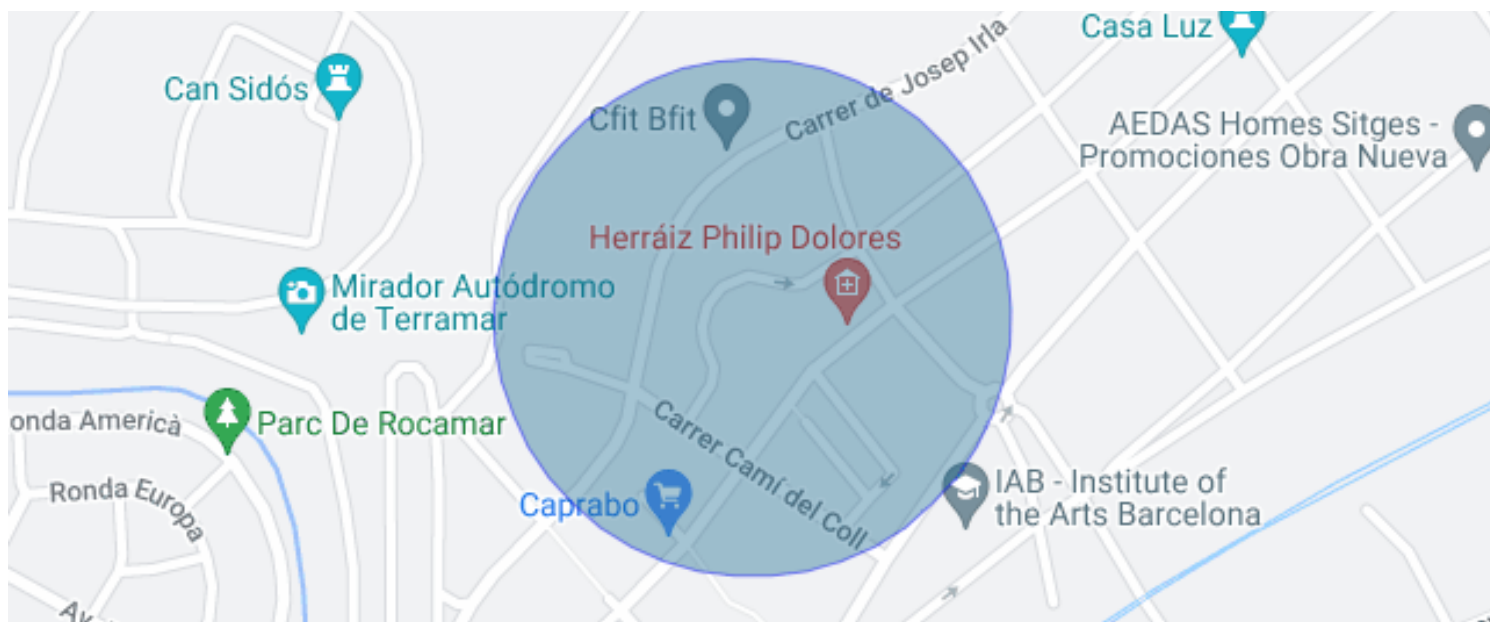 Casa Luz
Can Sidós
Cfit Bfit
Carrer de Josep Irla
AEDAS Homes Sitges -
Promociones Obra Nueva
Herráiz Philip Dolores
Mirador Autódromo
de Terramar
onda Americà
Parc De Rocamar
Carrer Camí del Coll
Ronda Europa
Caprabo
IAB - Institute of
the Arts Barcelona
Av